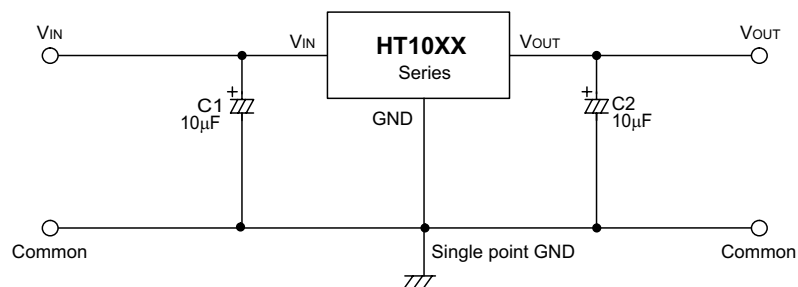 VIN
VIN
HT10XX
Series
VOUT
VOUT
GND
+
C1
10µF
+
C2
10µF
Common
Single point GND
Common